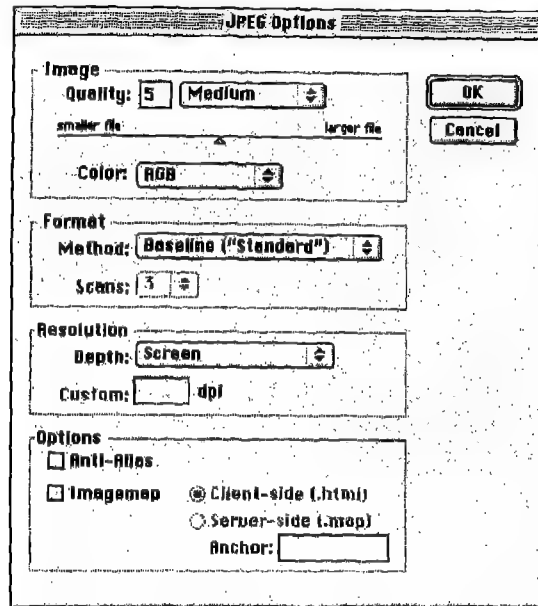 JPEG Options
Image
Quality: 5 Medium
OK
smaller file larger file
Cancel
Color: RGB
Format
Method: Baseline ("Standard")
Scans: 3
Resolution
Depth: Screen
Custom: dpi
Options
Anti-Alias
Imagemap Client-side (.html)
Server-side (.map)
Anchor: